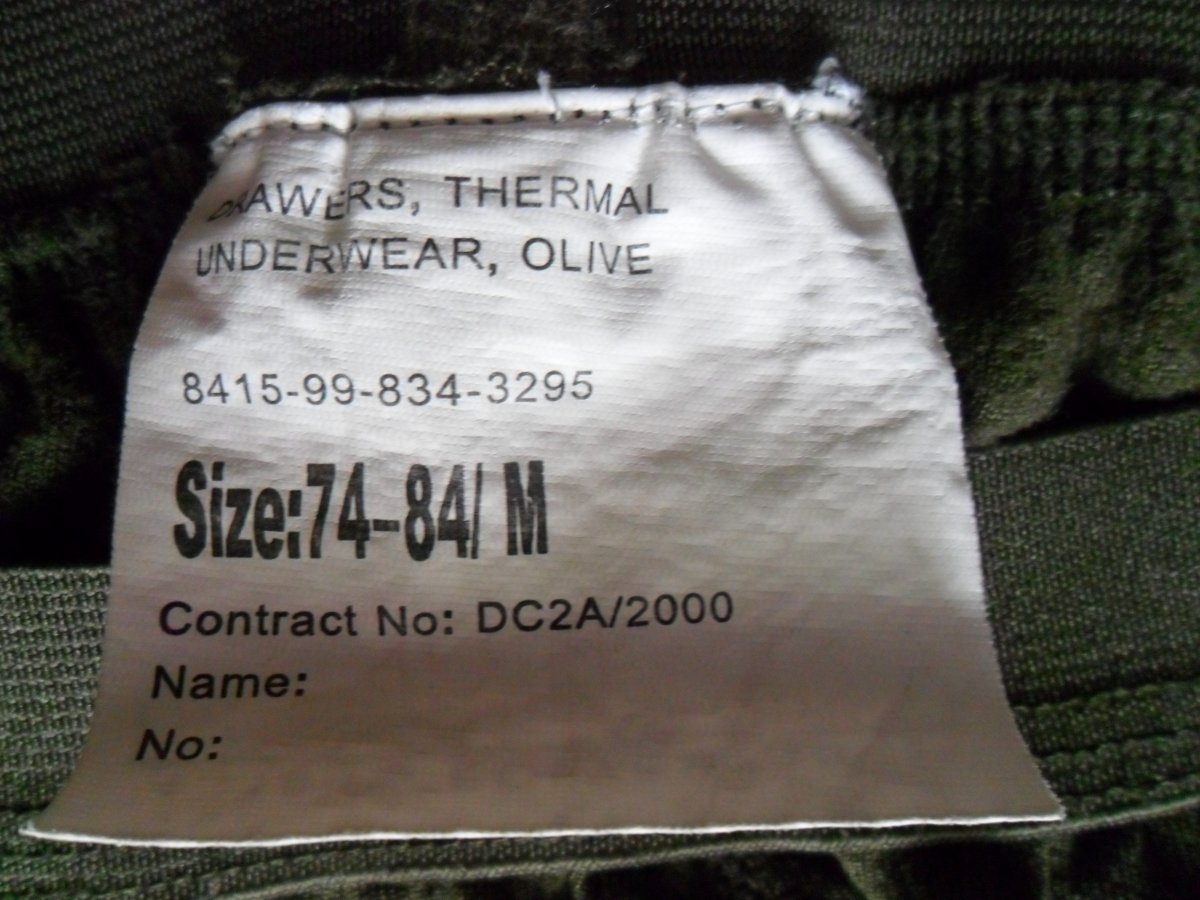 DRAWERS, THERMAL
UNDERWEAR, OLIVE
8415-99-834-3295
Size:74-84/ M
Contract No: DC2A/2000
Name:
No: